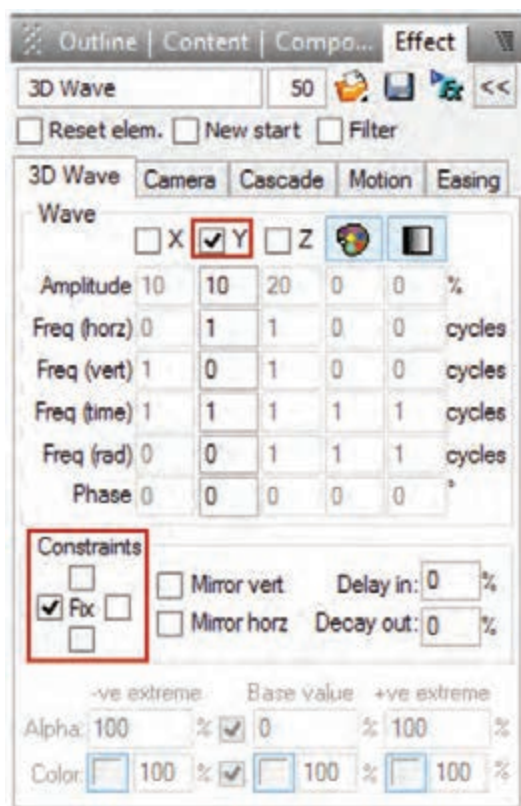 Outline | Content | Compo... Effect
3D Wave 50 Fx <<
Reset elem. New start Filter
3D Wave Camera Cascade Motion Easing
Wave
X Y Z
Amplitude 10 10 20 0 0 %
Freq (horz) 0 1 1 0 0 cycles
Freq (vert) 1 0 1 0 0 cycles
Freq (time) 1 1 1 1 1 cycles
Freq (rad) 0 0 1 1 1 cycles
Phase 0 0 0 0 0 °
Constraints
Fix
Mirror vert Delay in: 0 %
Mirror horz Decay out: 0 %
-ve extreme Base value +ve extreme
Alpha: 100 % 0 % 100 %
Color: 100 % 100 % 100 %